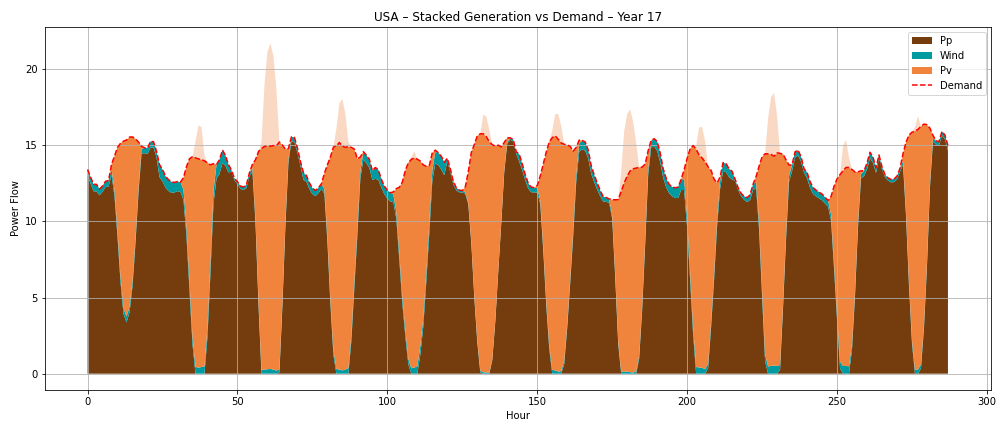 USA – Stacked Generation vs Demand – Year 17
Power Flow
20
15
10
5
0
0 50 100 150 200 250 300
Hour
Pp
Wind
Pv
Demand